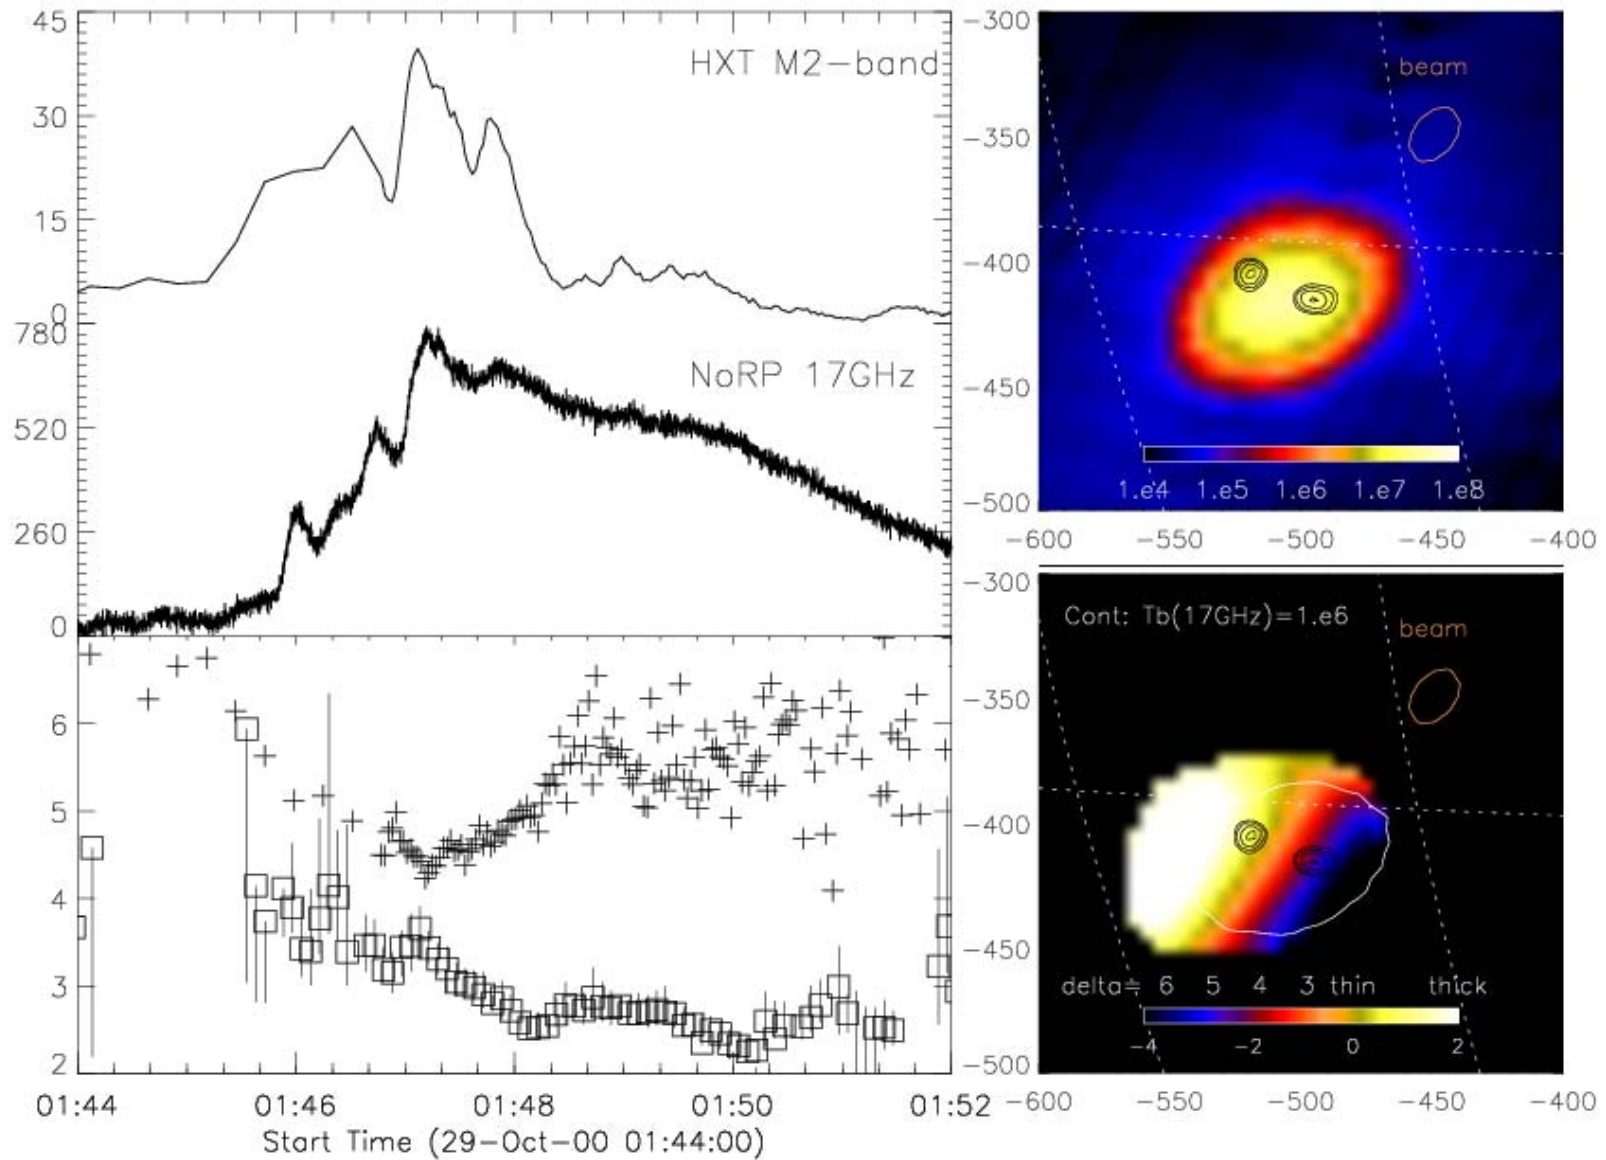 45
30
15
0
HXT M2-band
780
520
260
0
NoRP 17GHz
6
5
4
3
2
01:44 01:46 01:48 01:50 01:52
Start Time (29-Oct-00 01:44:00)
-300
-350
-400
-450
-500
beam
1.e4 1.e5 1.e6 1.e7 1.e8
-600 -550 -500 -450 -400
-300
-350
-400
-450
-500
Cont: Tb(17GHz)=1.e6
beam
delta= 6 5 4 3 thin thick
-4 -2 0 2
-600 -550 -500 -450 -400